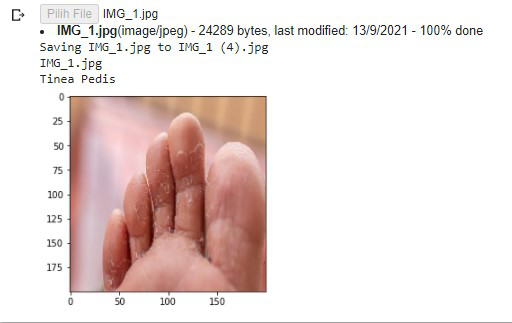 Pilih File IMG_1.jpg
IMG_1.jpg(image/jpeg) - 24289 bytes, last modified: 13/9/2021 - 100% done
Saving IMG_1.jpg to IMG_1 (4).jpg
IMG_1.jpg
Tinea Pedis
0
25
50
75
100
125
150
175
0 50 100 150